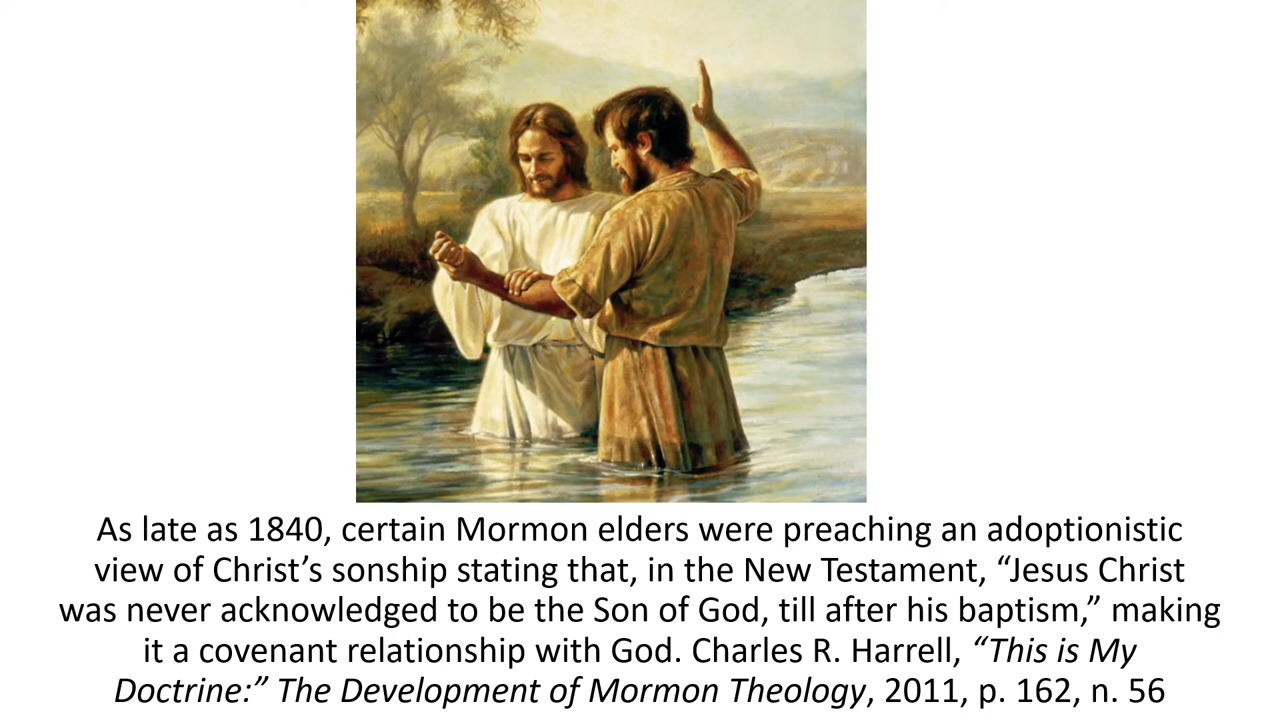 As late as 1840, certain Mormon elders were preaching an adoptionistic
view of Christ’s sonship stating that, in the New Testament, “Jesus Christ
was never acknowledged to be the Son of God, till after his baptism,” making
it a covenant relationship with God. Charles R. Harrell, “This is My
Doctrine:” The Development of Mormon Theology, 2011, p. 162, n. 56